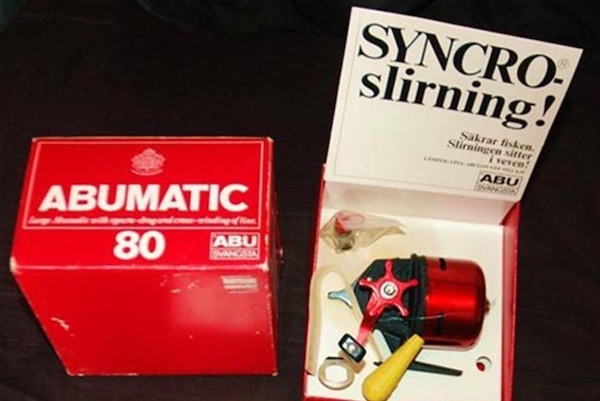 ABUMATIC
Large Abumatic with syncro-drag and cross-winding of line.
80
ABU
SVÄNGSTA
SYNCRO-®
slirning!
Säkrar fisken.
Slirningen sitter
i veven!
ABU
SVÄNGSTA